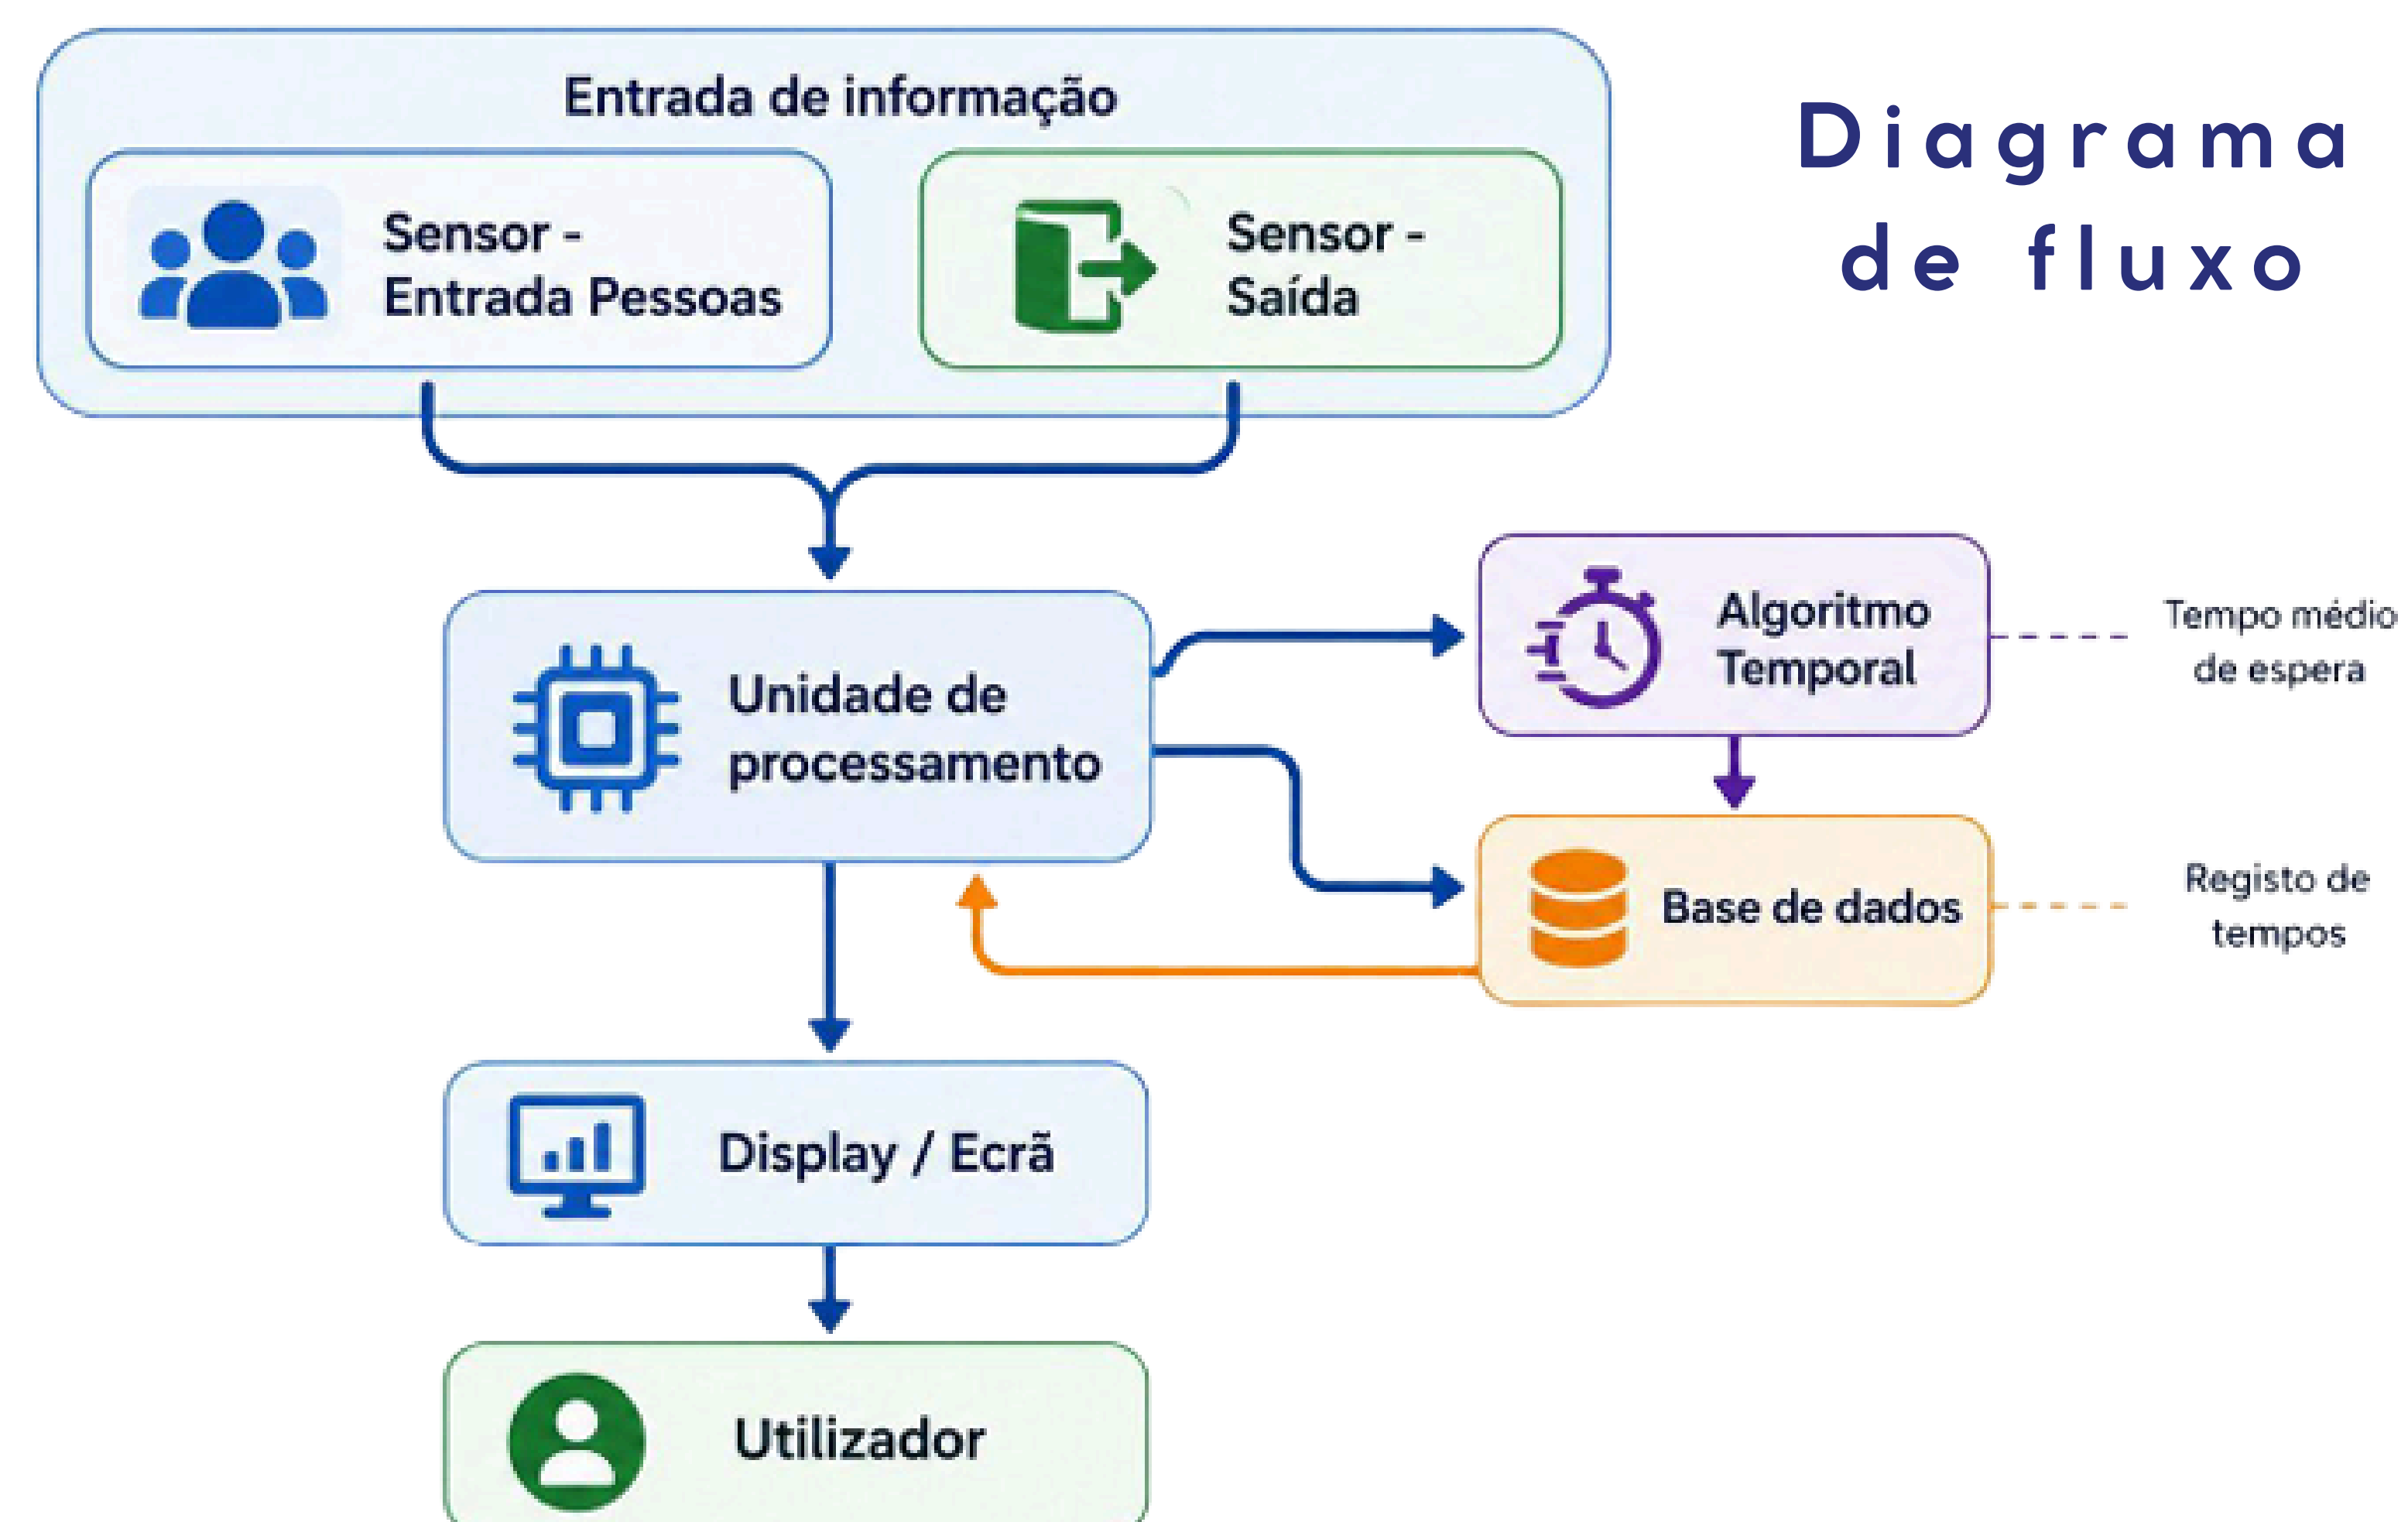 Diagrama
de fluxo
Entrada de informação
Sensor -
Entrada Pessoas
Sensor -
Saída
Unidade de
processamento
Algoritmo
Temporal
Tempo médio
de espera
Base de dados
Registo de
tempos
Display / Ecrã
Utilizador